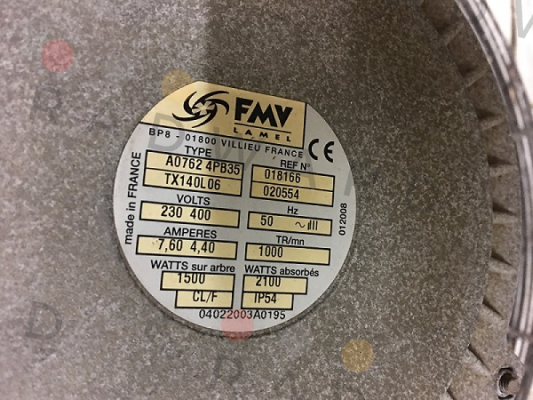 FMV
LAMEL
BP8 - 01800 VILLIEU FRANCE
CE
TYPE
A0762 4PB35
TX140L06
REF N°
018166
020554
VOLTS
230 400
Hz
50 ~
AMPERES
7,60 4,40
TR/mn
1000
WATTS sur arbre
1500
WATTS absorbés
2100
CL/F
IP54
04022003A0195
made in FRANCE
012008